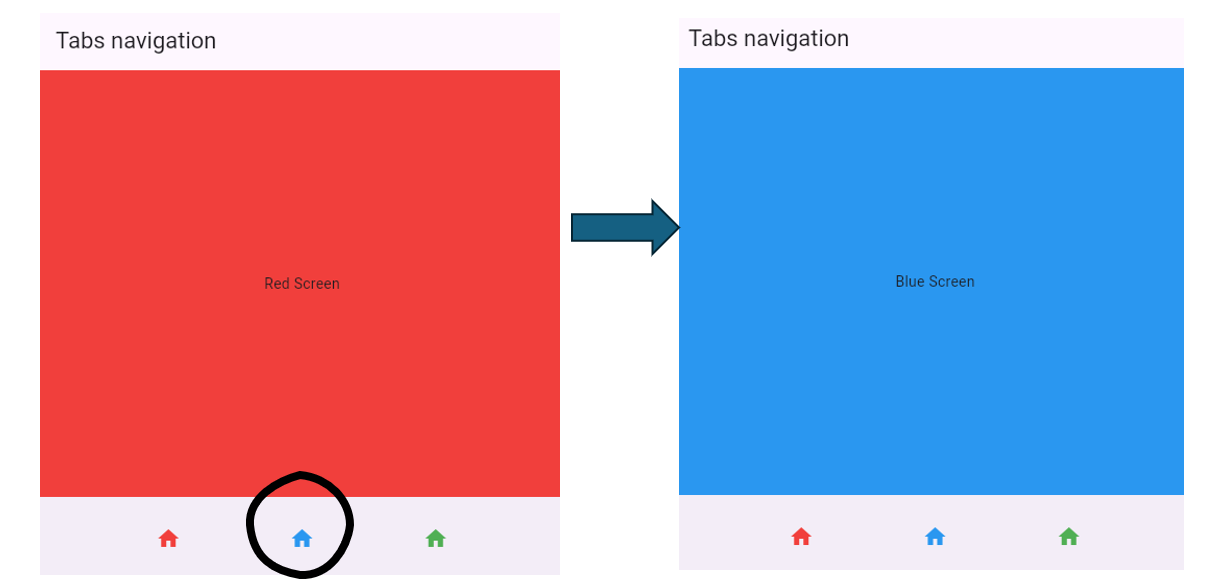 Tabs navigation
Red Screen
Tabs navigation
Blue Screen